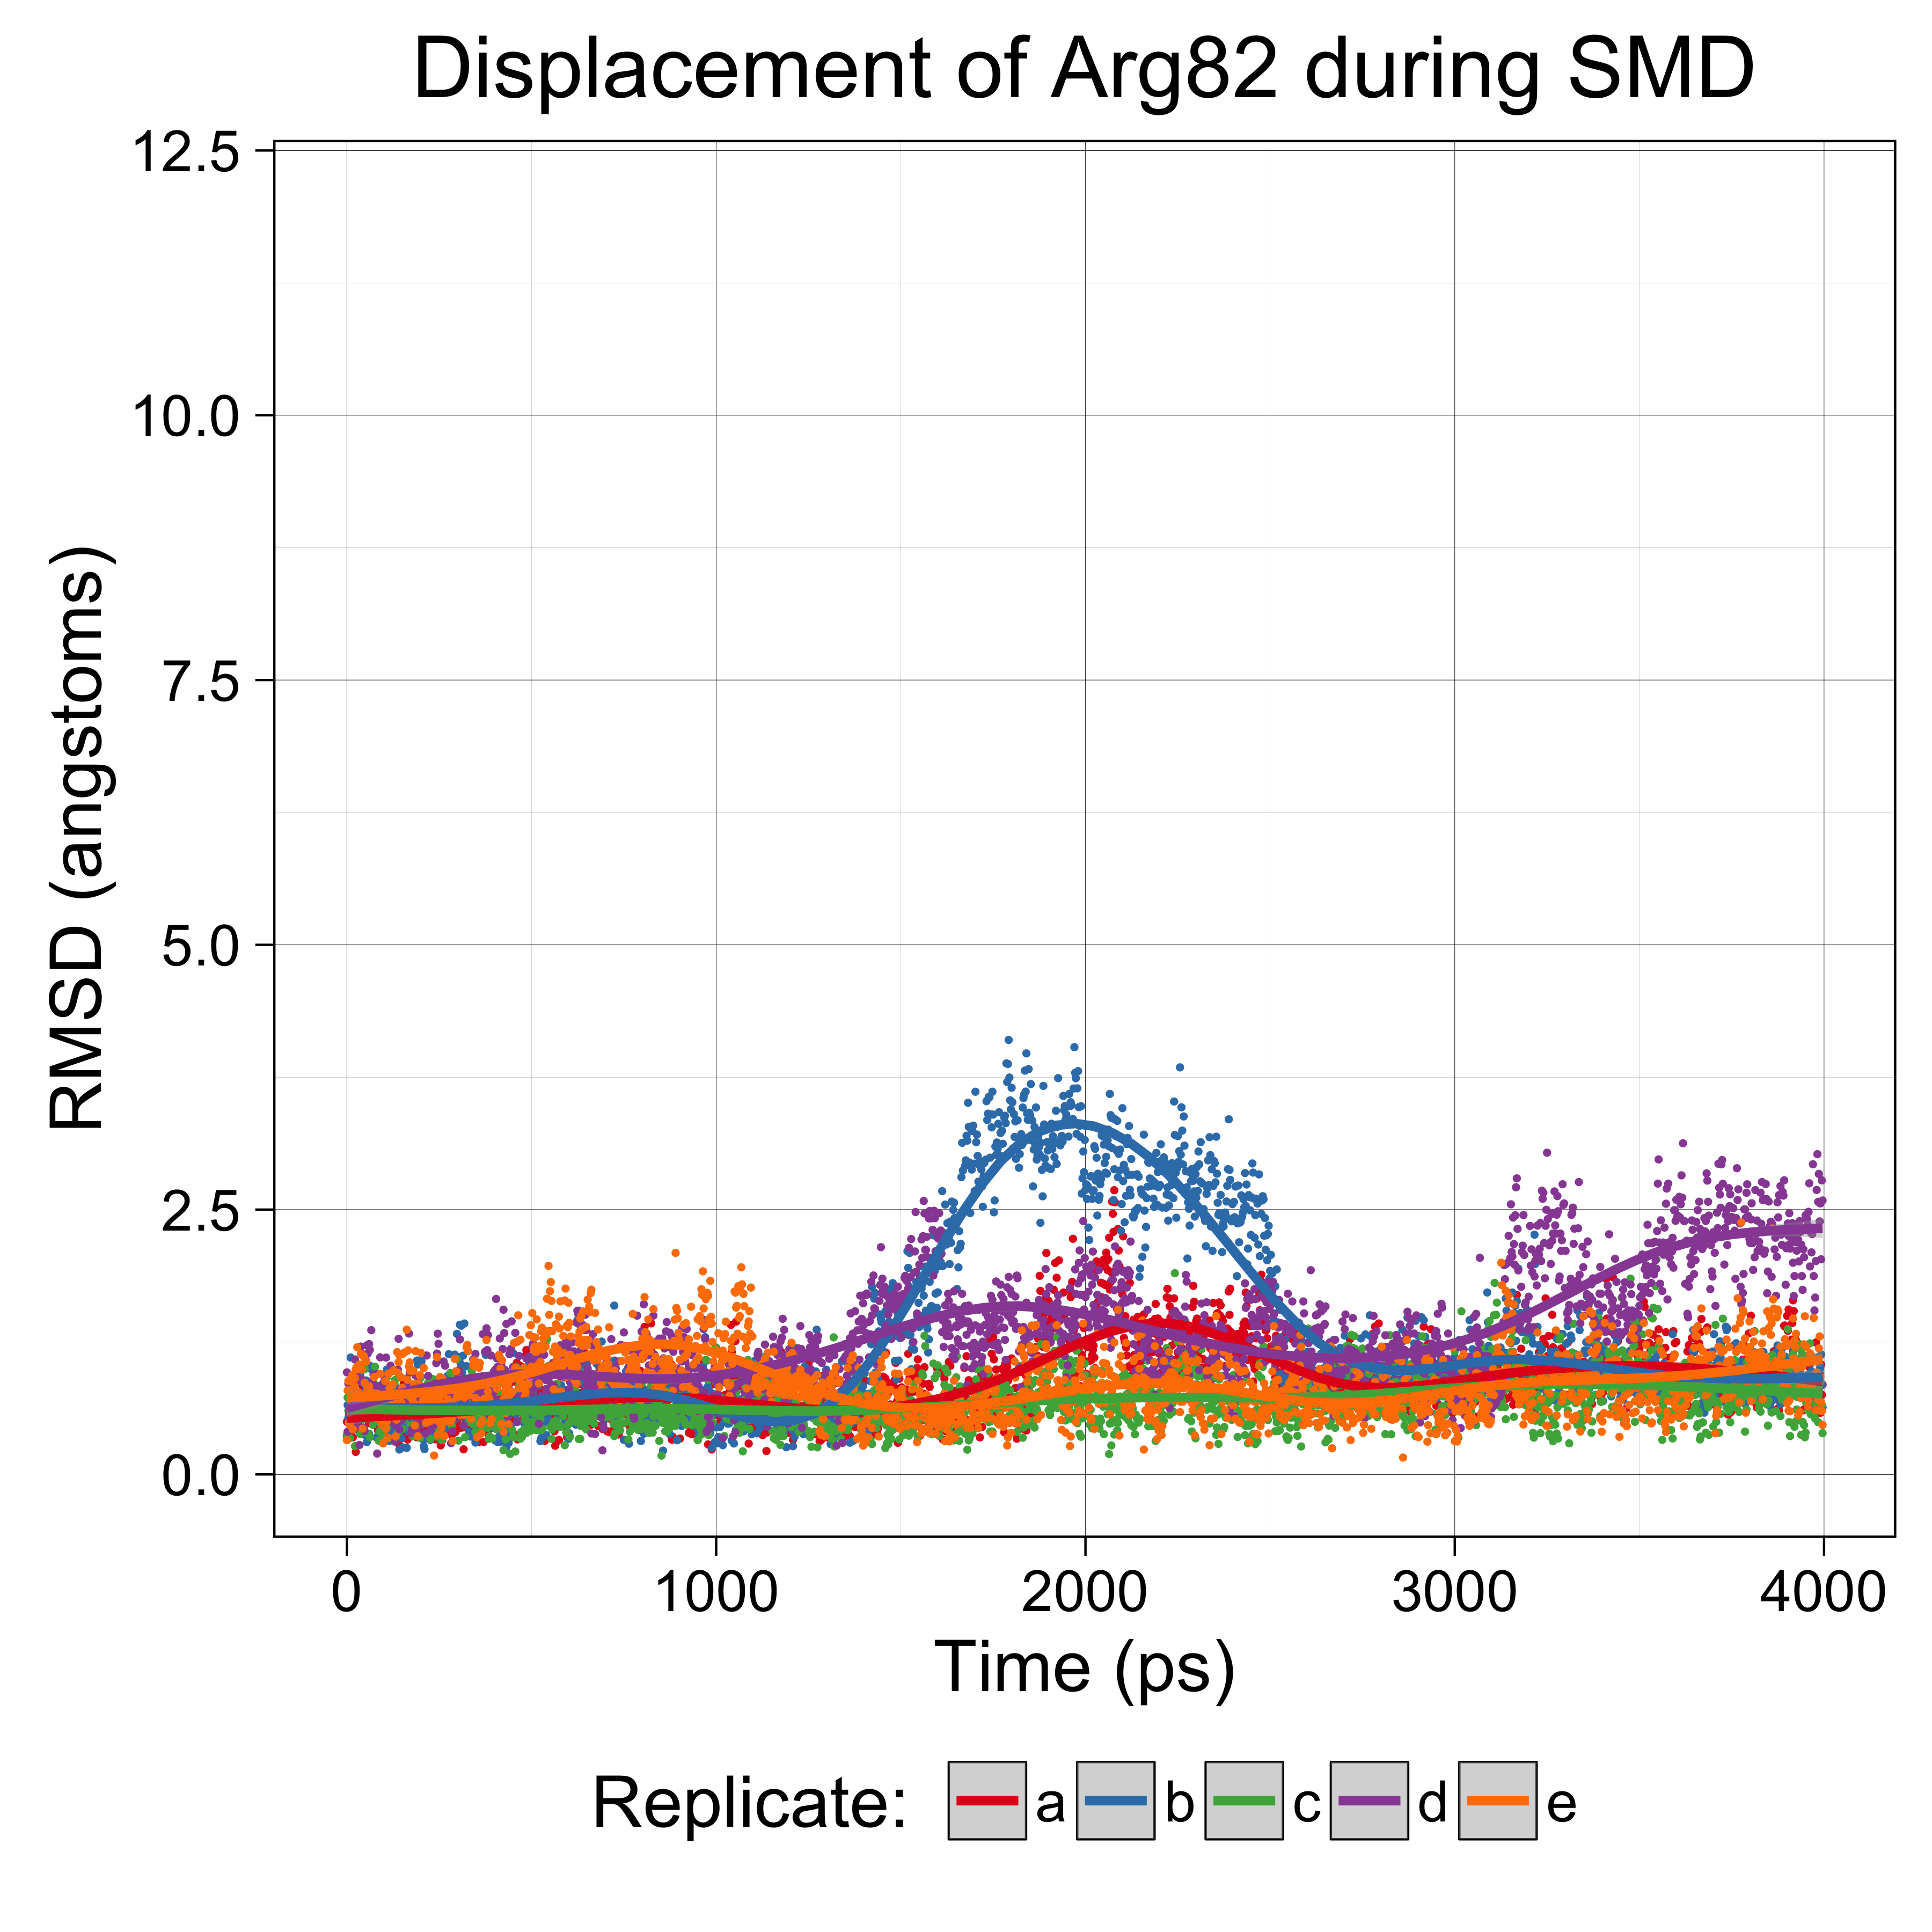 Displacement of Arg82 during SMD
12.5
10.0
7.5
5.0
2.5
0.0
RMSD (angstoms)
0 1000 2000 3000 4000
Time (ps)
Replicate: a b c d e